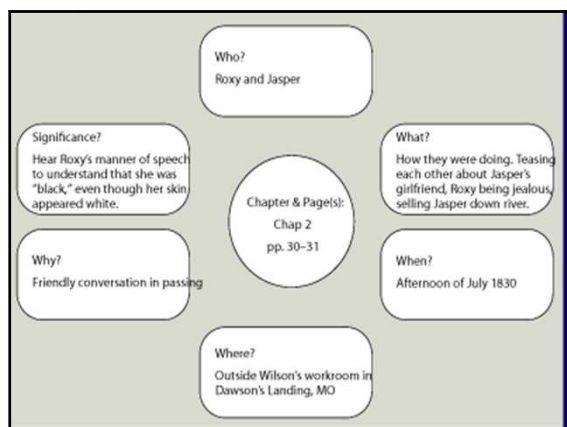 Who?
Roxy and Jasper
Significance?
Hear Roxy's manner of speech
to understand that she was
"black," even though her skin
appeared white.
What?
How they were doing. Teasing
each other about Jasper's
girlfriend, Roxy being jealous,
selling Jasper down river.
Chapter & Page(s):
Chap 2
pp. 30–31
Why?
Friendly conversation in passing
When?
Afternoon of July 1830
Where?
Outside Wilson's workroom in
Dawson's Landing, MO